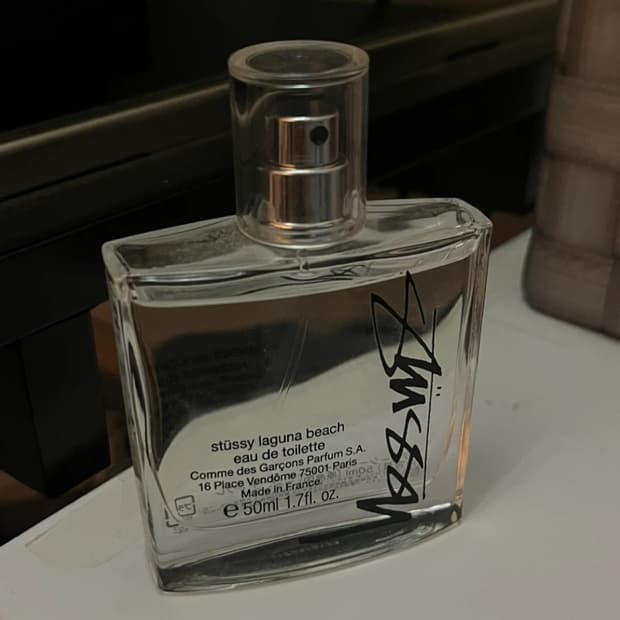 Stüssy
stüssy laguna beach
eau de toilette
Comme des Garçons Parfum S.A.
16 Place Vendôme 75001 Paris
Made in France
e 50ml 1.7fl. oz.